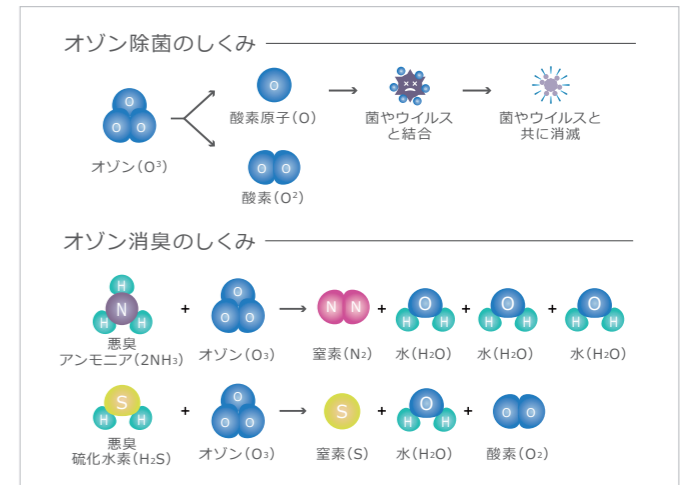 オゾン除菌のしくみ
O
O O
オゾン(O³)
O
酸素原子(O)
菌やウイルス
と結合
菌やウイルスと
共に消滅
O O
酸素(O²)
オゾン消臭のしくみ
H
N
H H
悪臭
アンモニア(2NH₃)
+
O
O O
オゾン(O₃)
N N
窒素(N₂)
+
O
H H
水(H₂O)
+
O
H H
水(H₂O)
+
O
H H
水(H₂O)
S
H H
悪臭
硫化水素(H₂S)
+
O
O O
オゾン(O₃)
S
窒素(S)
+
O
H H
水(H₂O)
+
O O
酸素(O₂)